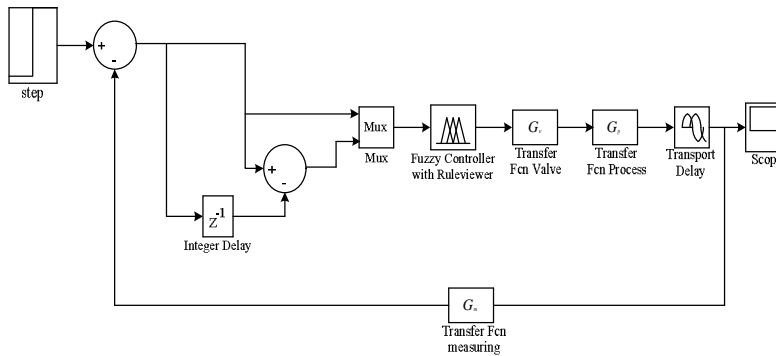 step
+
-
+
-
Z-1
Integer Delay
Mux
Mux
Fuzzy Controller
with Ruleviewer
Gv
Transfer
Fcn Valve
Gp
Transfer
Fcn Process
Transport
Delay
Scop
Gm
Transfer Fcn
measuring